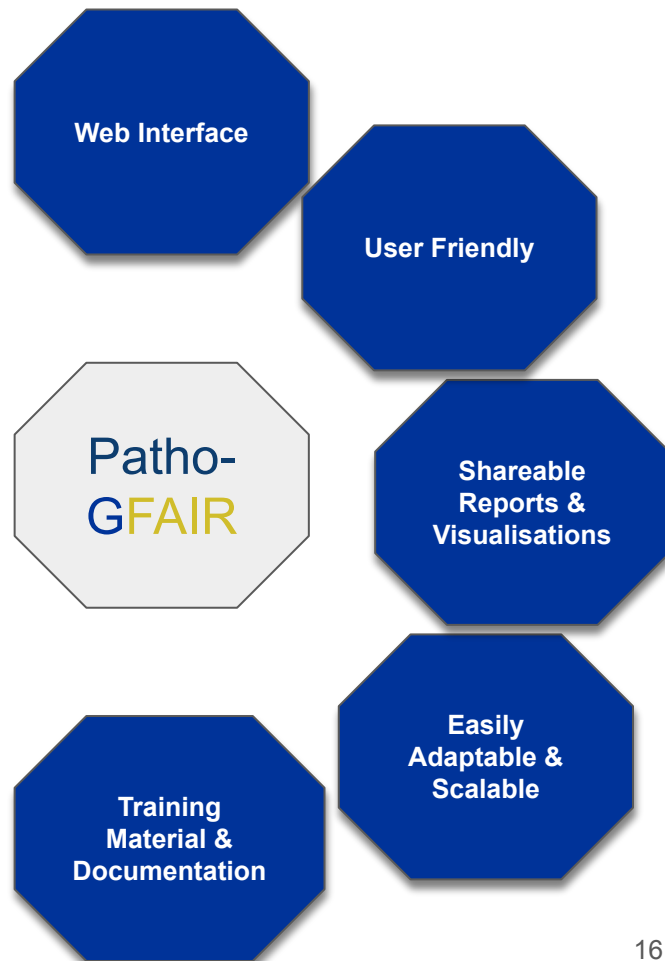 Web Interface
User Friendly
Patho-
GFAIR
Shareable
Reports &
Visualisations
Easily
Adaptable &
Scalable
Training
Material &
Documentation
16